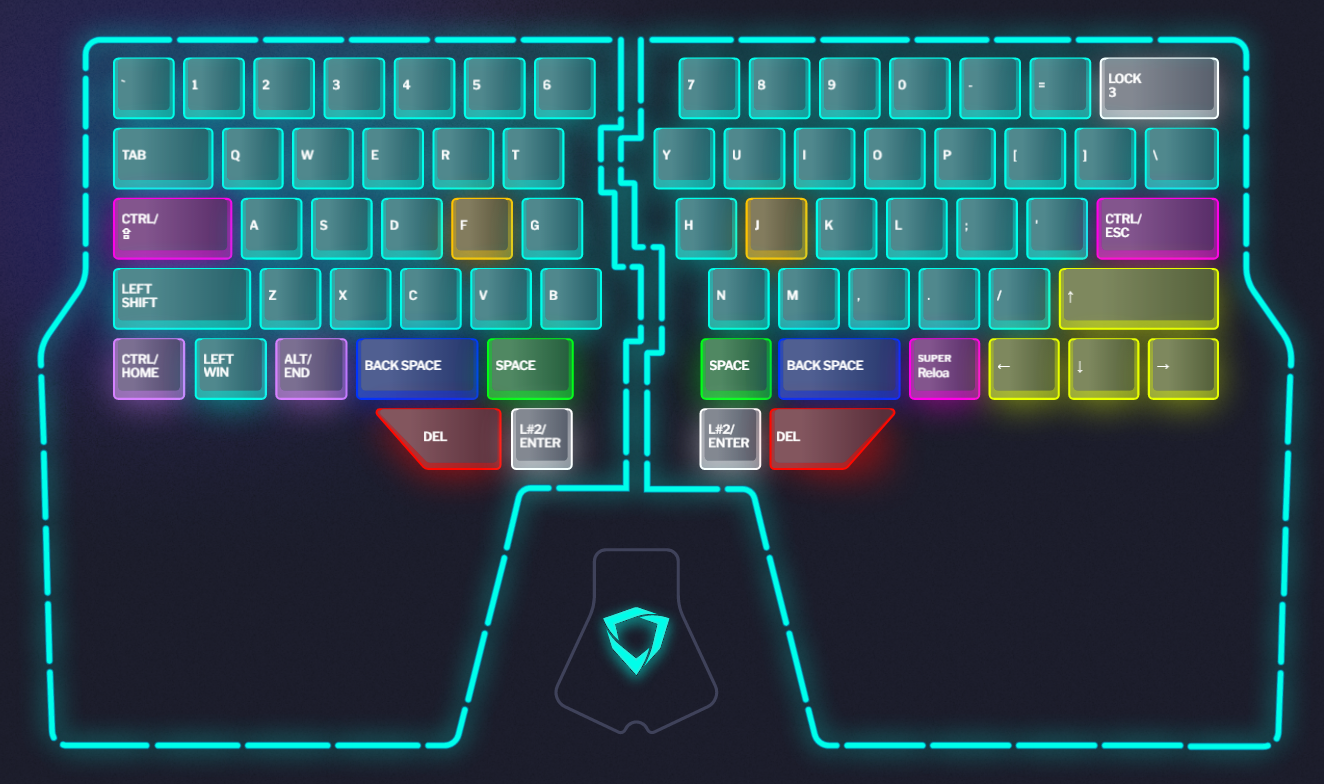 ` 1 2 3 4 5 6 7 8 9 0 - = LOCK
3
TAB Q W E R T Y U I O P [ ] \
CTRL/
⇪ A S D F G H J K L ; ' CTRL/
ESC
LEFT
SHIFT Z X C V B N M , . / ↑
CTRL/
HOME
LEFT
WIN
ALT/
END
BACK SPACE
SPACE
SPACE
BACK SPACE
SUPER
Reloa
← ↓ →
DEL
L#2/
ENTER
L#2/
ENTER
DEL